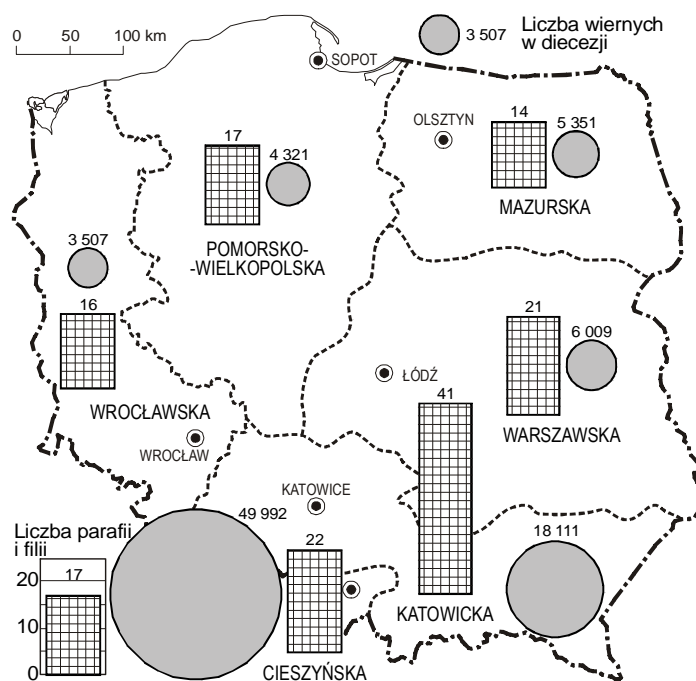 0 50 100 km
3 507
Liczba wiernych
w diecezji
SOPOT
OLSZTYN
14
5 351
MAZURSKA
17
4 321
POMORSKO-
-WIELKOPOLSKA
3 507
16
WROCŁAWSKA
WROCŁAW
21
6 009
WARSZAWSKA
ŁÓDŹ
41
KATOWICKA
18 111
KATOWICE
49 992
22
CIESZYŃSKA
Liczba parafii
i filii
17
20
10
0